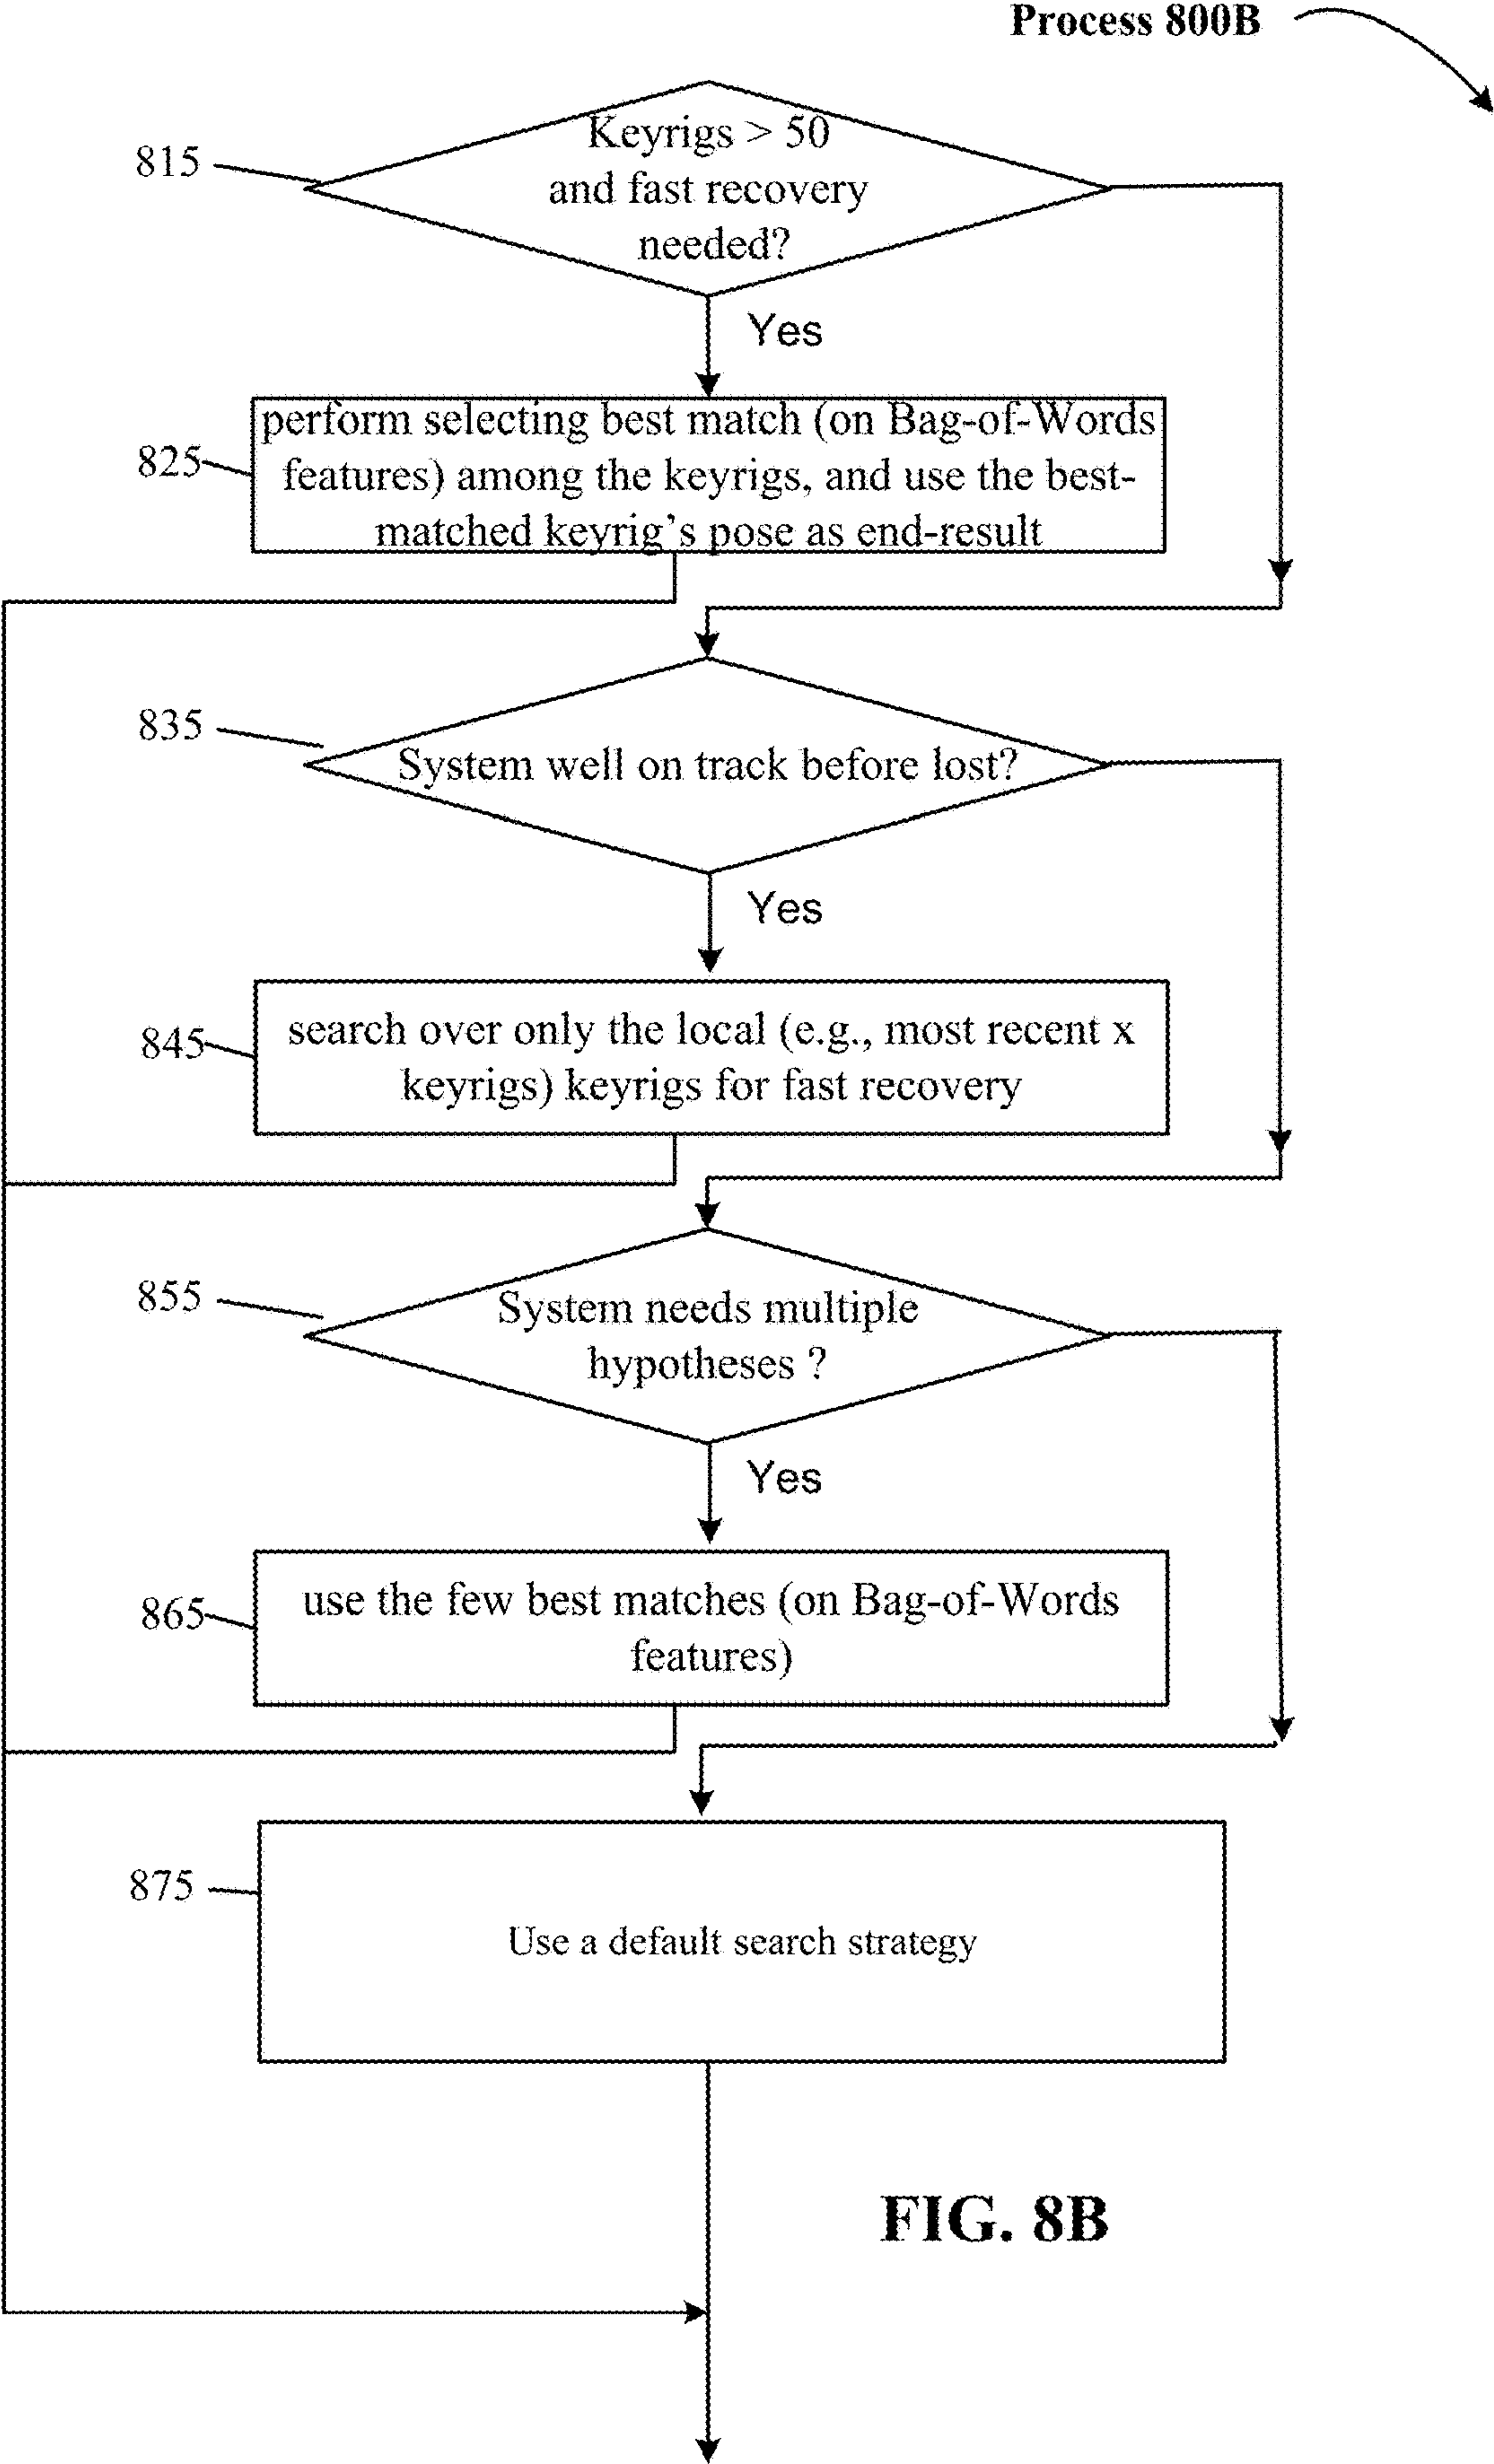 Process 800B
Keyrigs > 50
815
and fast recovery
needed?
Yes
perform selecting best match (on Bag-of-Words
825
features) among the keyrigs, and use the best-
matched keyrig's pose as end-result
835
System well on track before lost?
Yes
search over only the local (e.g., most recent x
845
keyrigs) keyrigs for fast recovery
855
System needs multiple
hypotheses ?
Yes
use the few best matches (on Bag-of-Words
865
features)
875
Use a default search strategy
FIG. 8B